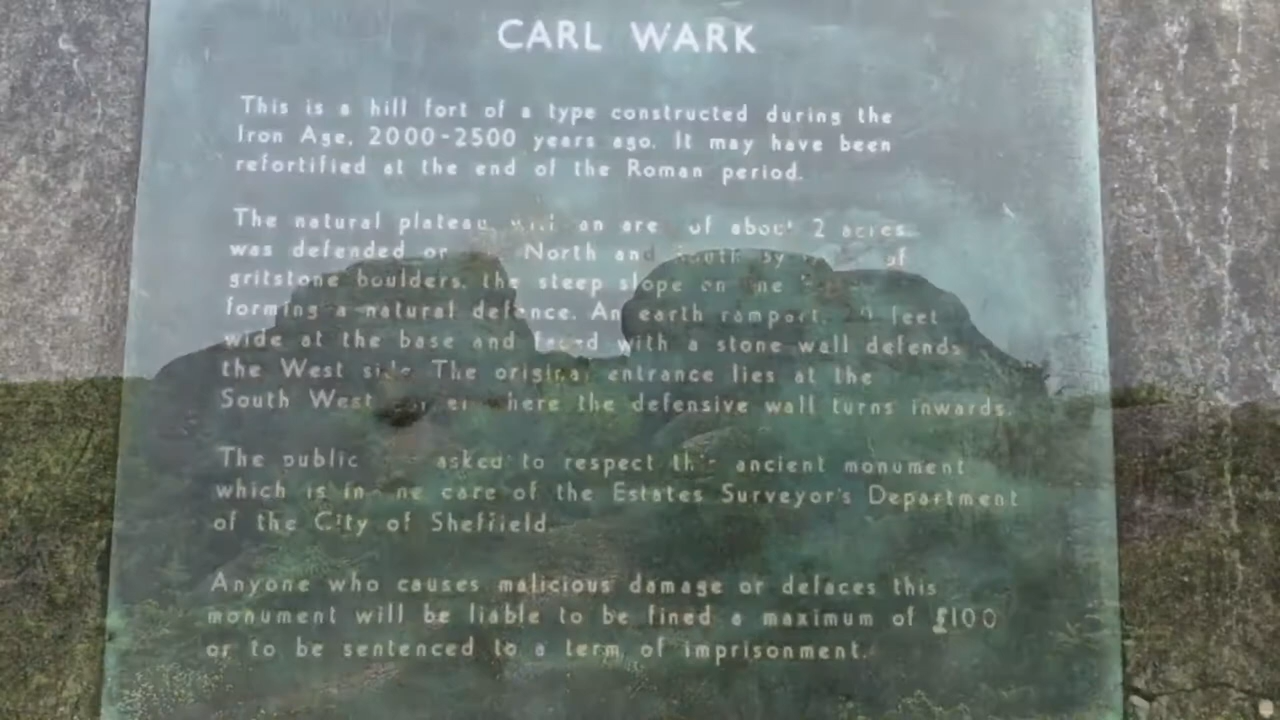 CARL WARK
This is a hill fort of a type constructed during the
Iron Age, 2000-2500 years ago. It may have been
refortified at the end of the Roman period.
The natural plateau an of about 2 acres
was defended North and South by of
gritstone boulders, the steep slope on
forming a natural defence. An earth rampart, feet
wide at the base and faced with a stone wall defends
the West side. The original entrance lies at the
South West where the defensive wall turns inwards.
The public asked to respect ancient monument
which is in care of the Estates Surveyor's Department
of the City of Sheffield.
Anyone who causes malicious damage or defaces this
monument will be liable to be fined a maximum of £100
or to be sentenced to a term of imprisonment.